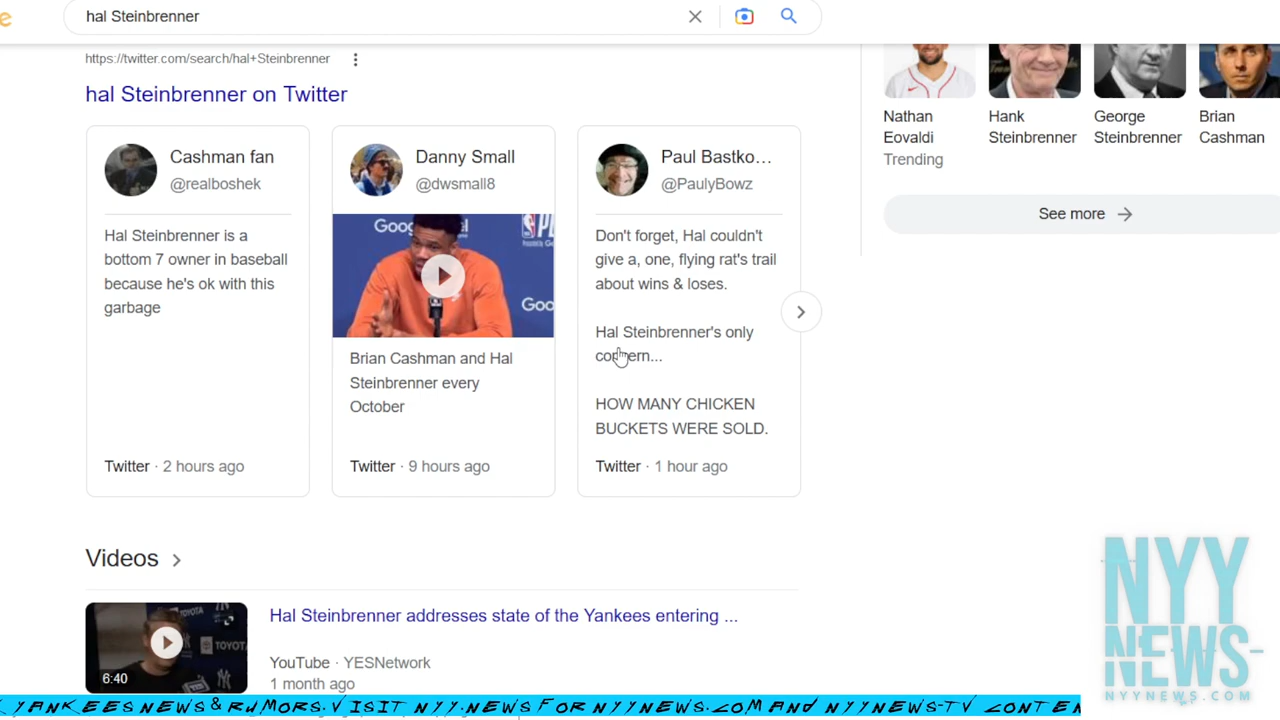 hal Steinbrenner
https://twitter.com/search/hal+Steinbrenner
hal Steinbrenner on Twitter
Cashman fan
@realboshek
Hal Steinbrenner is a
bottom 7 owner in baseball
because he's ok with this
garbage
Twitter · 2 hours ago
Danny Small
@dwsmall8
Goog
Goo
Brian Cashman and Hal
Steinbrenner every
October
Twitter · 9 hours ago
Paul Bastko...
@PaulyBowz
Don't forget, Hal couldn't
give a, one, flying rat's trail
about wins & loses.
Hal Steinbrenner's only
concern...
HOW MANY CHICKEN
BUCKETS WERE SOLD.
Twitter · 1 hour ago
Nathan
Eovaldi
Trending
Hank
Steinbrenner
George
Steinbrenner
Brian
Cashman
See more
Videos
TOYOTA
TOYOT
6:40
Hal Steinbrenner addresses state of the Yankees entering ...
YouTube · YESNetwork
1 month ago
NYY
NEWS
NYYNEWS.COM
YANKEES NEWS & RUMORS. VISIT NYY.NEWS FOR NYYNEWS.COM AND NYYNEWS-TV CONTEN